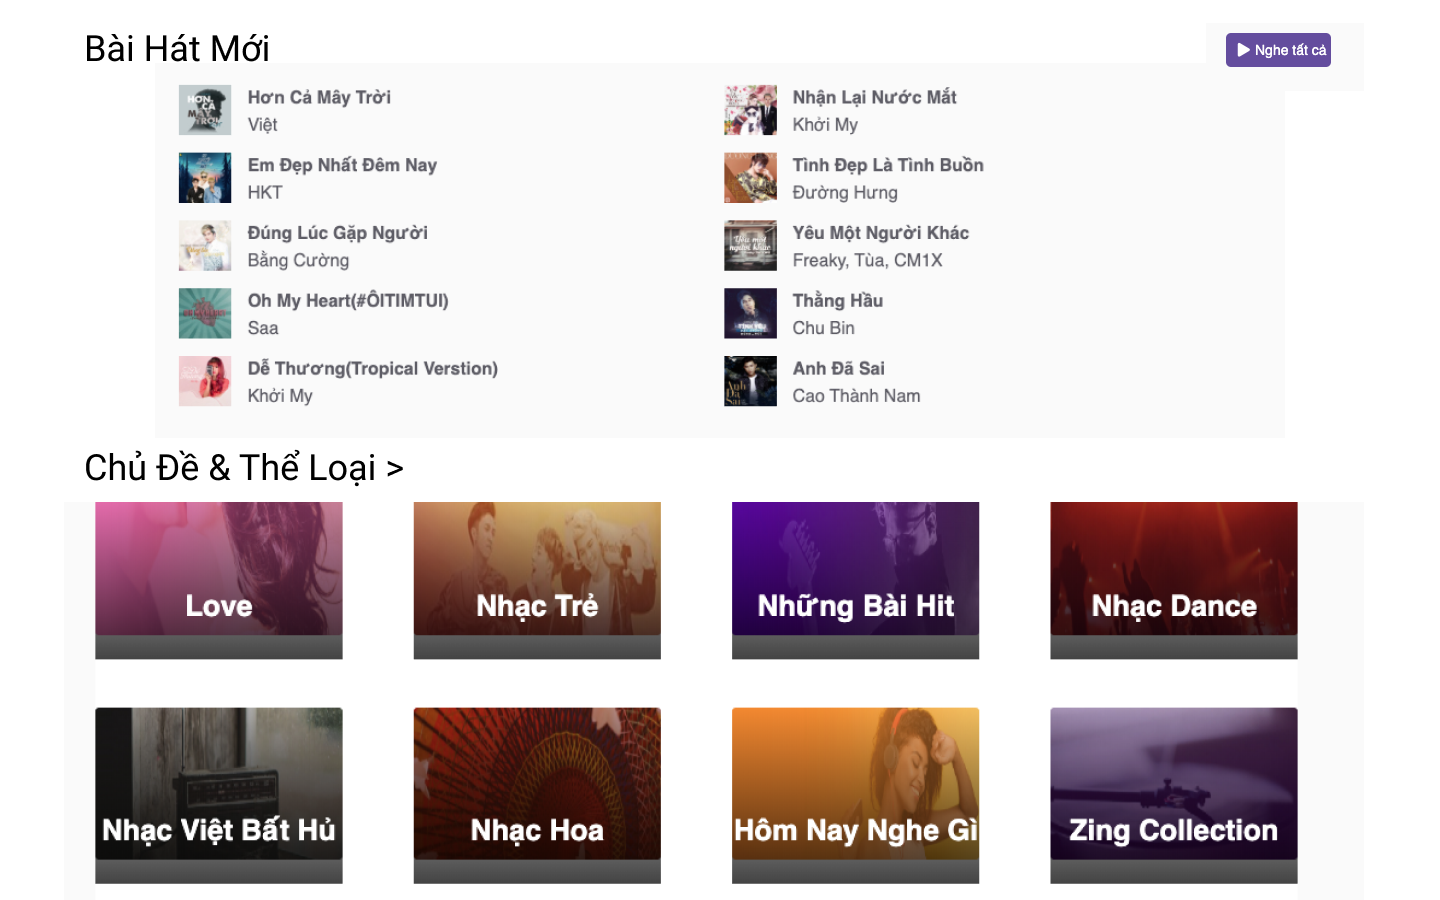 Bài Hát Mới
Nghe tất cả
Hơn Cả Mây Trời
Việt
Em Đẹp Nhất Đêm Nay
HKT
Đúng Lúc Gặp Người
Bằng Cường
Oh My Heart(#ÔITIMTUI)
Saa
Dễ Thương(Tropical Verstion)
Khởi My
Nhận Lại Nước Mắt
Khởi My
Tình Đẹp Là Tình Buồn
Đường Hưng
Yêu Một Người Khác
Freaky, Tùa, CM1X
Thằng Hầu
Chu Bin
Anh Đã Sai
Cao Thành Nam
Chủ Đề & Thể Loại >
Love
Nhạc Trẻ
Những Bài Hit
Nhạc Dance
Nhạc Việt Bất Hủ
Nhạc Hoa
Hôm Nay Nghe Gì
Zing Collection